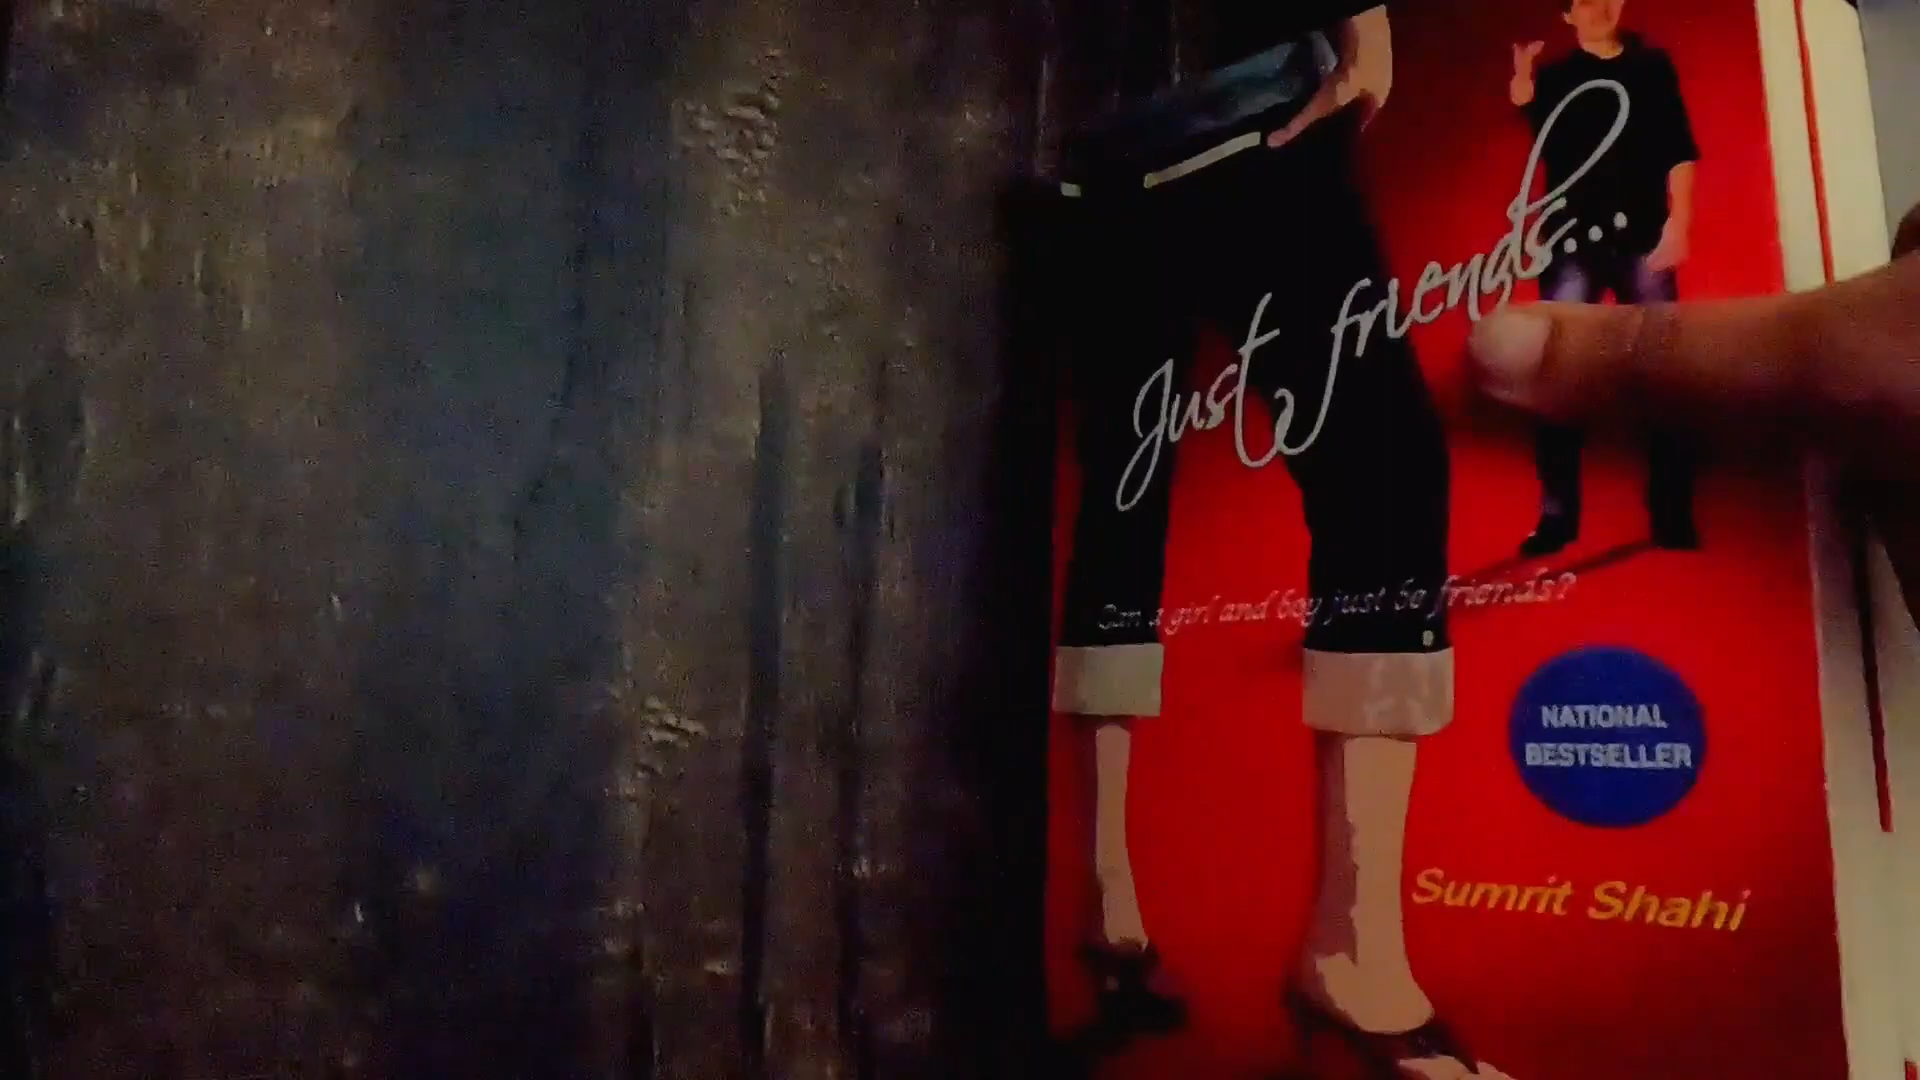 Just friends...
Can a girl and boy just be friends?
NATIONAL
BESTSELLER
Sumrit Shahi